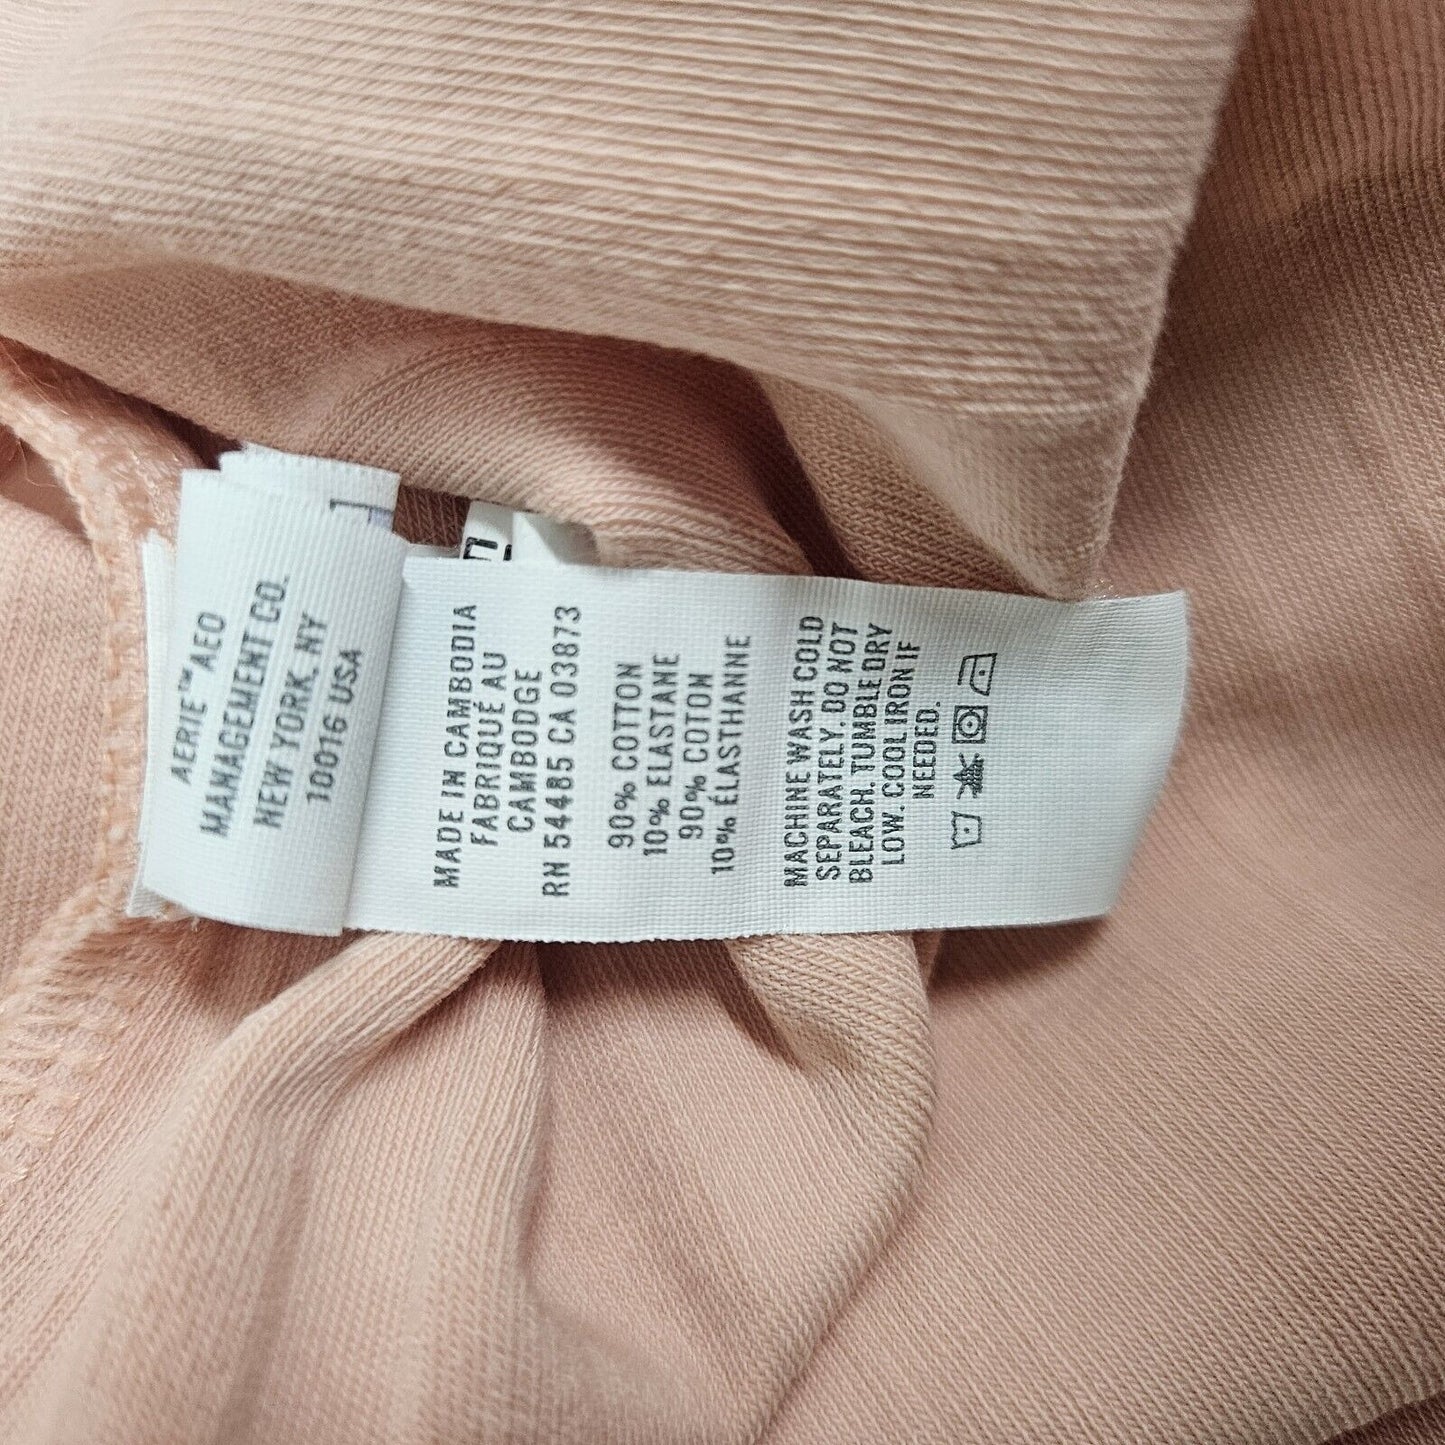 AERIE™ AEO
MANAGEMENT CO.
NEW YORK, NY
10016 USA
MADE IN CAMBODIA
FABRIQUÉ AU
CAMBODGE
RN 54485 CA 03873
90% COTTON
10% ELASTANE
90% COTON
10% ÉLASTHANNE
MACHINE WASH COLD
SEPARATELY. DO NOT
BLEACH. TUMBLE DRY
LOW. COOL IRON IF
NEEDED.